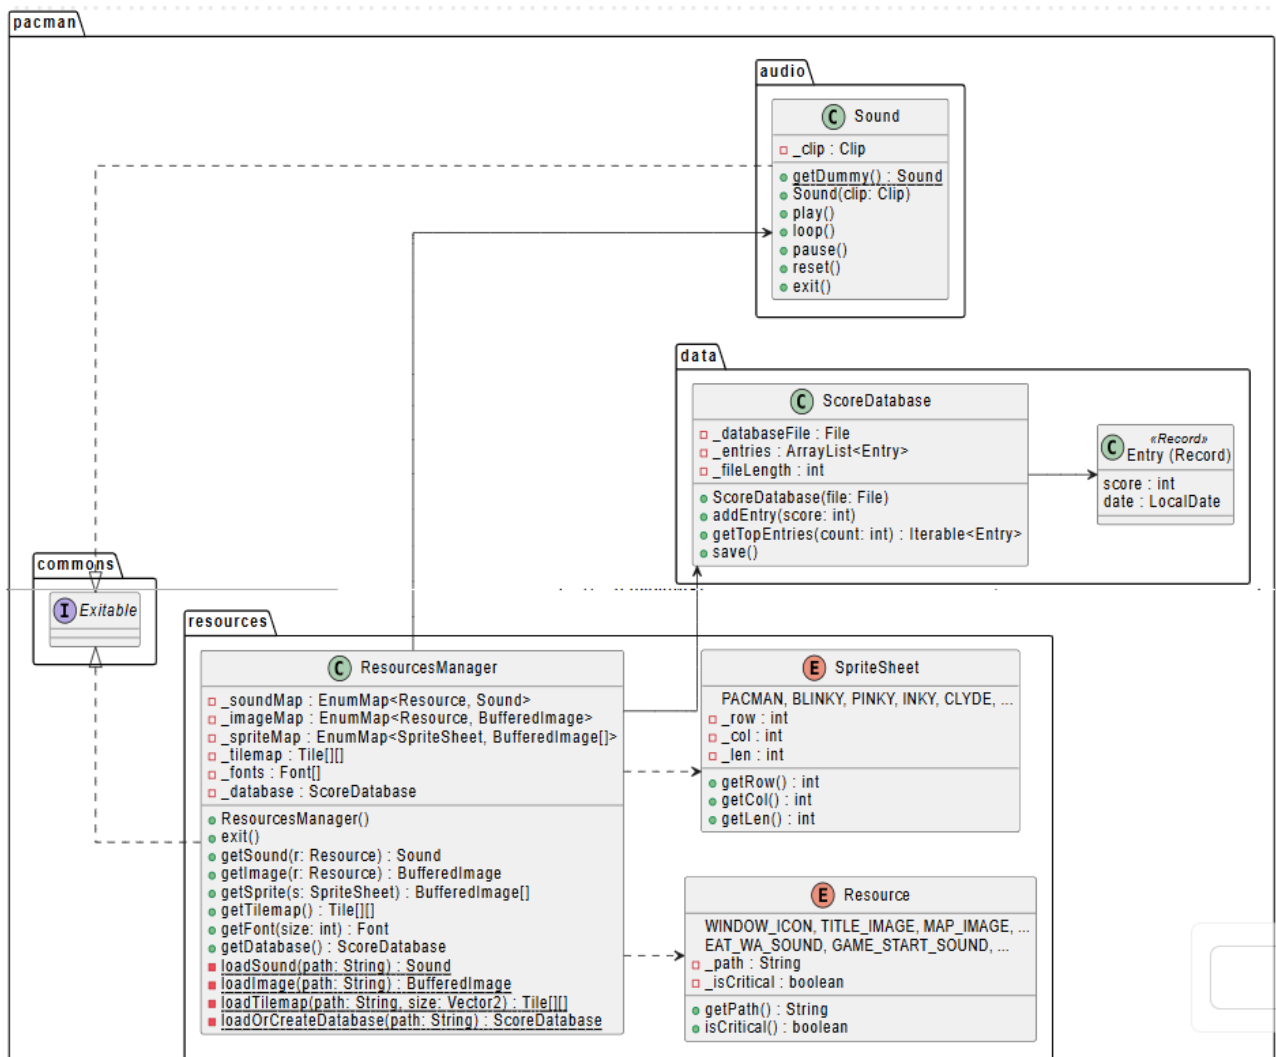 pacman
audio
C Sound
_clip : Clip
getDummy() : Sound
Sound(clip: Clip)
play()
loop()
pause()
reset()
exit()
data
C ScoreDatabase
_databaseFile : File
_entries : ArrayList<Entry>
_fileLength : int
ScoreDatabase(file: File)
addEntry(score: int)
getTopEntries(count: int) : Iterable<Entry>
save()
C «Record»
Entry (Record)
score : int
date : LocalDate
commons
I Exitable
resources
C ResourcesManager
_soundMap : EnumMap<Resource, Sound>
_imageMap : EnumMap<Resource, BufferedImage>
_spriteMap : EnumMap<SpriteSheet, BufferedImage[]>
_tilemap : Tile[][]
_fonts : Font[]
_database : ScoreDatabase
ResourcesManager()
exit()
getSound(r: Resource) : Sound
getImage(r: Resource) : BufferedImage
getSprite(s: SpriteSheet) : BufferedImage[]
getTilemap() : Tile[][]
getFont(size: int) : Font
getDatabase() : ScoreDatabase
loadSound(path: String) : Sound
loadImage(path: String) : BufferedImage
loadTilemap(path: String, size: Vector2) : Tile[][]
loadOrCreateDatabase(path: String) : ScoreDatabase
E SpriteSheet
PACMAN, BLINKY, PINKY, INKY, CLYDE, ...
_row : int
_col : int
_len : int
getRow() : int
getCol() : int
getLen() : int
E Resource
WINDOW_ICON, TITLE_IMAGE, MAP_IMAGE, ...
EAT_WA_SOUND, GAME_START_SOUND, ...
_path : String
_isCritical : boolean
getPath() : String
isCritical() : boolean